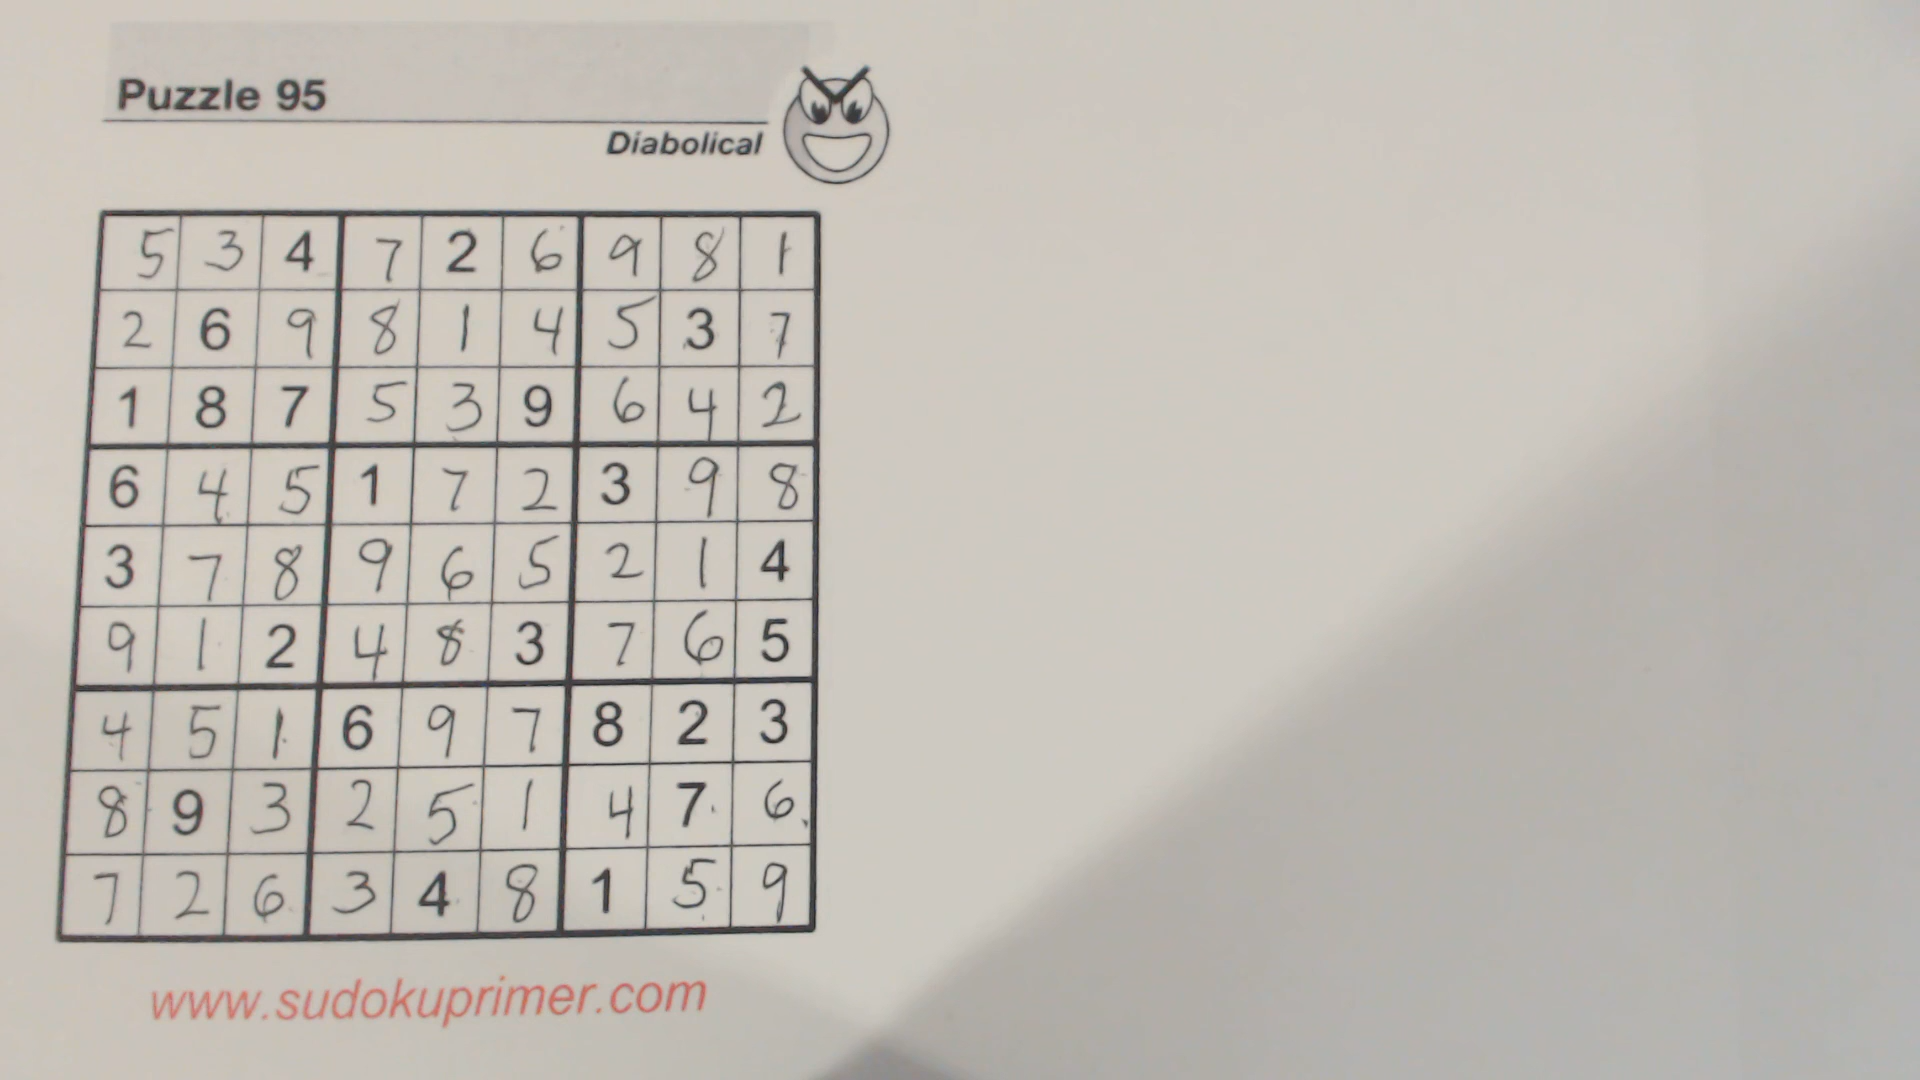 Puzzle 95
Diabolical
5 3 4 7 2 6 9 8 1
2 6 9 8 1 4 5 3 7
1 8 7 5 3 9 6 4 2
6 4 5 1 7 2 3 9 8
3 7 8 9 6 5 2 1 4
9 1 2 4 8 3 7 6 5
4 5 1 6 9 7 8 2 3
8 9 3 2 5 1 4 7 6
7 2 6 3 4 8 1 5 9
www.sudokuprimer.com